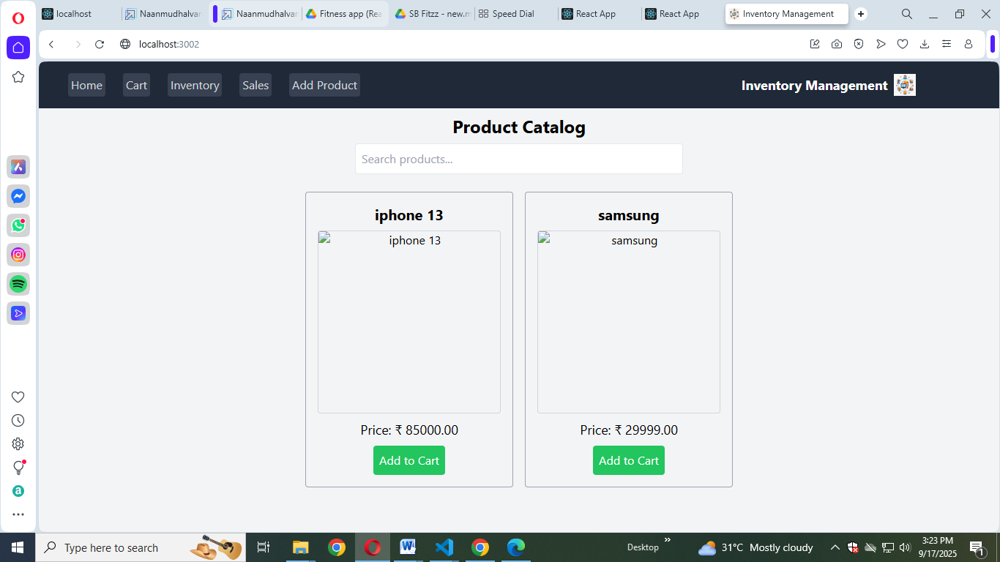 localhost
Naanmudhalvan
Naanmudhalvar
Fitness app (Rea
SB Fitzz - new.m
Speed Dial
React App
React App
Inventory Management
localhost:3002
Home
Cart
Inventory
Sales
Add Product
Inventory Management
Product Catalog
Search products...
iphone 13
samsung
iphone 13
samsung
Price: ₹ 85000.00
Price: ₹ 29999.00
Add to Cart
Add to Cart
Type here to search
Desktop
31°C Mostly cloudy
3:23 PM
9/17/2025
1